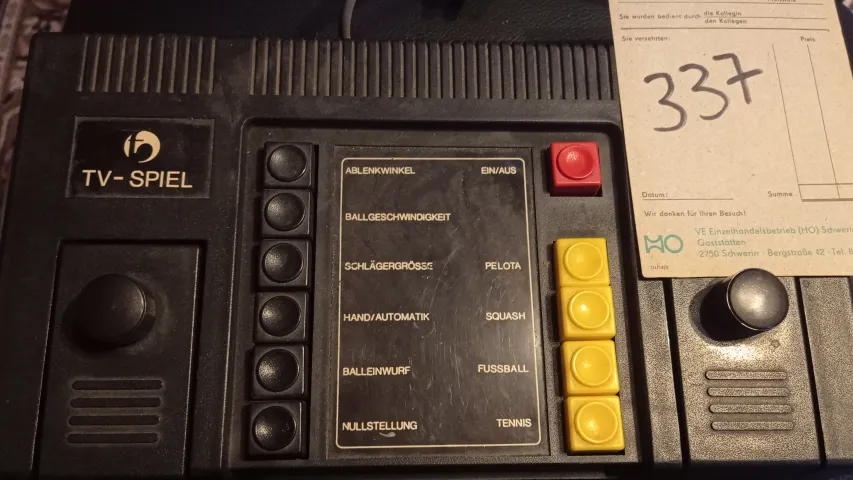 TV-SPIEL
ABLENKWINKEL
EIN/AUS
BALLGESCHWINDIGKEIT
SCHLÄGERGRÖSSE
PELOTA
HAND/AUTOMATIK
SQUASH
BALLEINWURF
FUSSBALL
NULLSTELLUNG
TENNIS
Sie wurden bedient durch die Kollegin
den Kollegen
Sie verzehrten:
Preis
337
Datum:
Summe
Wir danken für Ihren Besuch!
HO
VE Einzelhandelsbetrieb (HO) Schwerin
Gaststätten
2750 Schwerin · Bergstraße 42 · Tel.